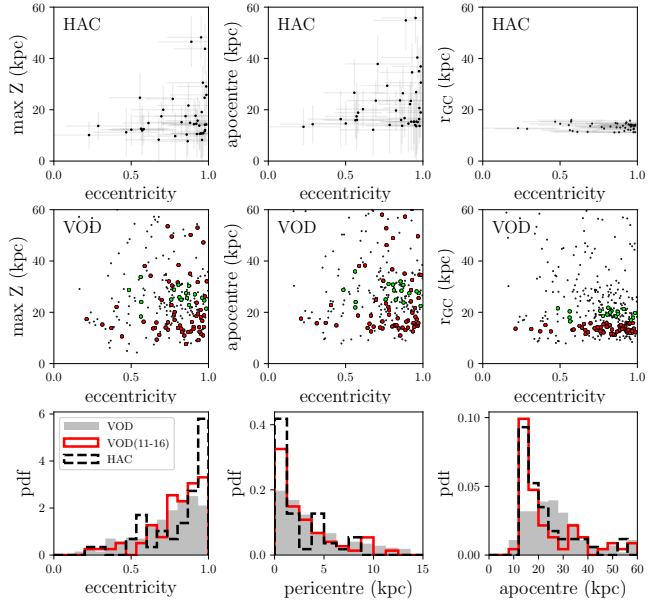 60
40
20
0
max Z (kpc)
HAC
0.0 0.5 1.0
eccentricity
60
40
20
0
apocentre (kpc)
HAC
0.0 0.5 1.0
eccentricity
60
40
20
0
r_GC (kpc)
HAC
0.0 0.5 1.0
eccentricity
60
40
20
0
max Z (kpc)
VOD
0.0 0.5 1.0
eccentricity
60
40
20
0
apocentre (kpc)
VOD
0.0 0.5 1.0
eccentricity
60
40
20
0
r_GC (kpc)
VOD
0.0 0.5 1.0
eccentricity
6
4
2
0
pdf
VOD
VOD(11-16)
HAC
0.0 0.5 1.0
eccentricity
0.4
0.2
0.0
pdf
0 5 10 15
pericentre (kpc)
0.10
0.05
0.00
pdf
0 10 20 30 40 50 60
apocentre (kpc)